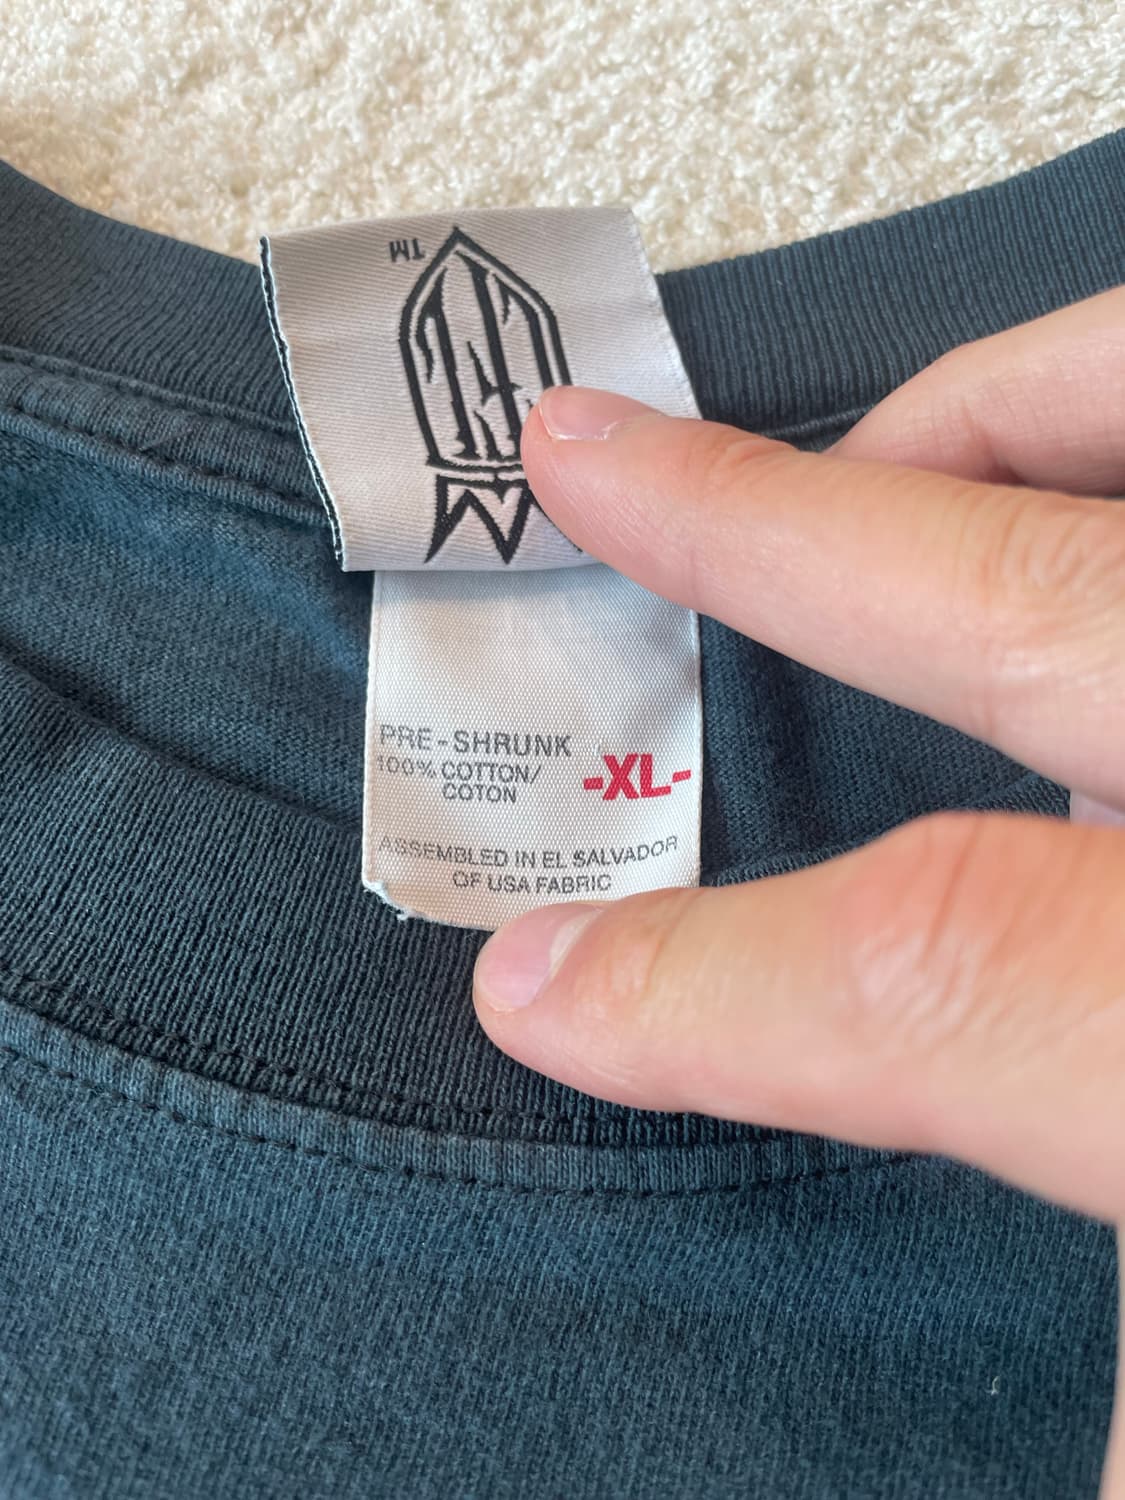 TM
PRE-SHRUNK
100% COTTON/
COTON
-XL-
ASSEMBLED IN EL SALVADOR
OF USA FABRIC